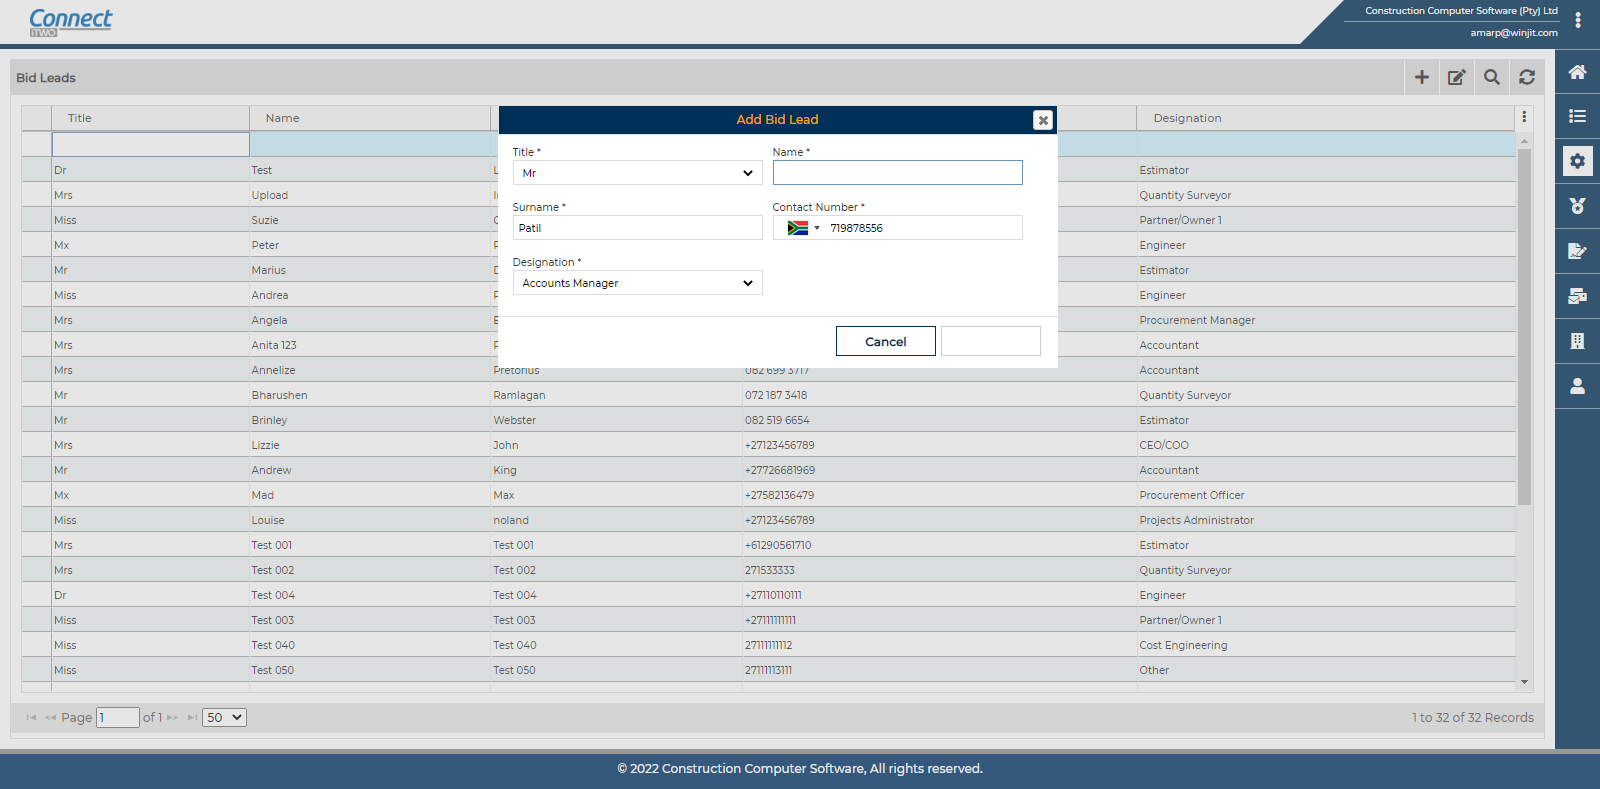 Connect
iTWO
Construction Computer Software (Pty) Ltd
amarp@winjit.com
Bid Leads
Title Name Designation
Add Bid Lead
Title *
Mr
Name *
Surname *
Patil
Contact Number *
719878556
Designation *
Accounts Manager
Cancel
Dr Test Estimator
Mrs Upload Quantity Surveyor
Miss Suzie Partner/Owner 1
Mx Peter Engineer
Mr Marius Estimator
Miss Andrea Engineer
Mrs Angela Procurement Manager
Mrs Anita 123 Accountant
Mrs Annelize Pretorius 082 699 3717 Accountant
Mr Bharushen Ramlagan 072 187 3418 Quantity Surveyor
Mr Brinley Webster 082 519 6654 Estimator
Mrs Lizzie John +27123456789 CEO/COO
Mr Andrew King +27726681969 Accountant
Mx Mad Max +27582136479 Procurement Officer
Miss Louise noland +27123456789 Projects Administrator
Mrs Test 001 Test 001 +61290561710 Estimator
Mrs Test 002 Test 002 271533333 Quantity Surveyor
Dr Test 004 Test 004 +27110110111 Engineer
Miss Test 003 Test 003 +27111111111 Partner/Owner 1
Miss Test 040 Test 040 27111111112 Cost Engineering
Miss Test 050 Test 050 27111113111 Other
Page 1 of 1 50 1 to 32 of 32 Records
© 2022 Construction Computer Software, All rights reserved.